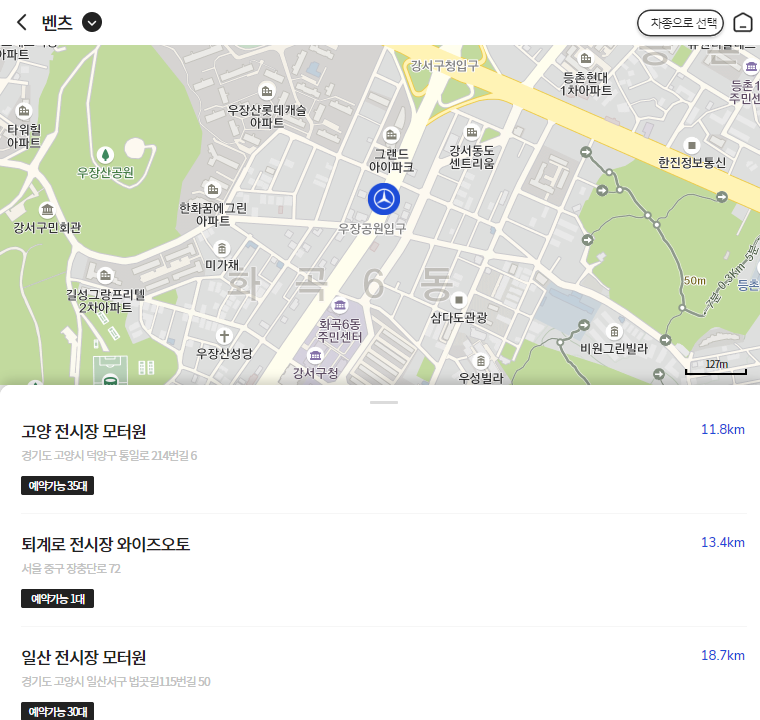 벤츠
차종으로 선택
아파트
강서구청입구
등촌현대
1차아파트
등촌1
주민센
우장산롯데캐슬
아파트
타워힐
아파트
그랜드
아이파크
강서동도
센트리움
한진정보통신
우장산공원
한화꿈에그린
아파트
강서구민회관
우장공원입구
미가채
화 곡 6 동
50m
길성그랑프리텔
2차아파트
화곡6동
주민센터
삼다도관광
우장산성당
비원그린빌라
강서구청
우성빌라
127m
고양 전시장 모터원
11.8km
경기도 고양시 덕양구 통일로 214번길 6
예약가능 35대
퇴계로 전시장 와이즈오토
13.4km
서울 중구 장충단로 72
예약가능 1대
일산 전시장 모터원
18.7km
경기도 고양시 일산서구 법곳길115번길 50
예약가능 30대